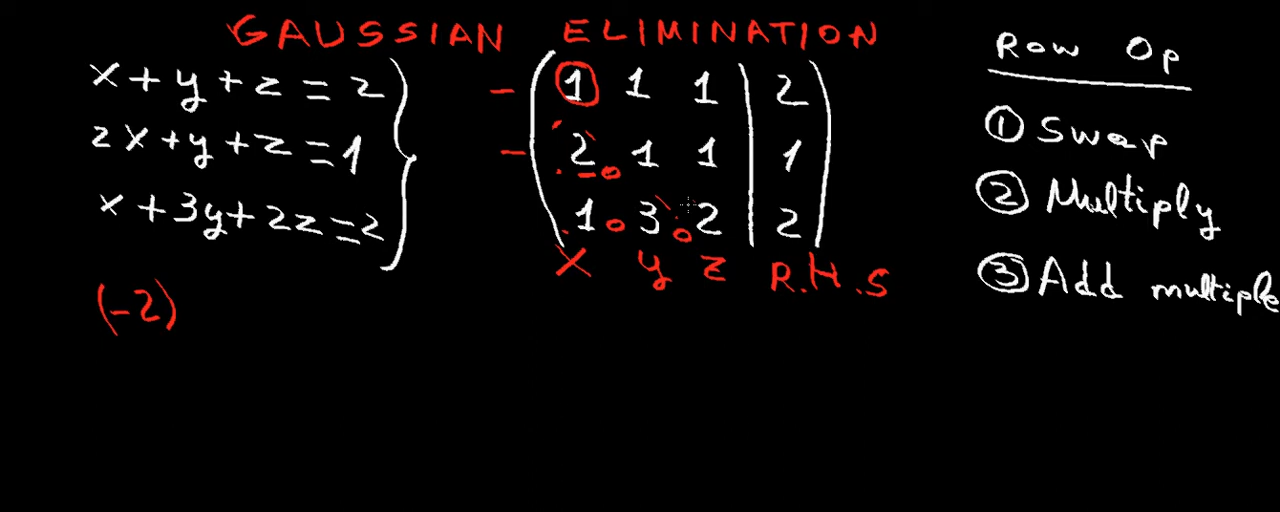 GAUSSIAN ELIMINATION
x + y + z = 2
2x + y + z = 1
x + 3y + 2z = 2
(-2)
- 1 1 1 | 2
- 2 1 1 | 1
1 3 2 | 2
x y z R.H.S
Row Op
① Swap
② Multiply
③ Add multiple